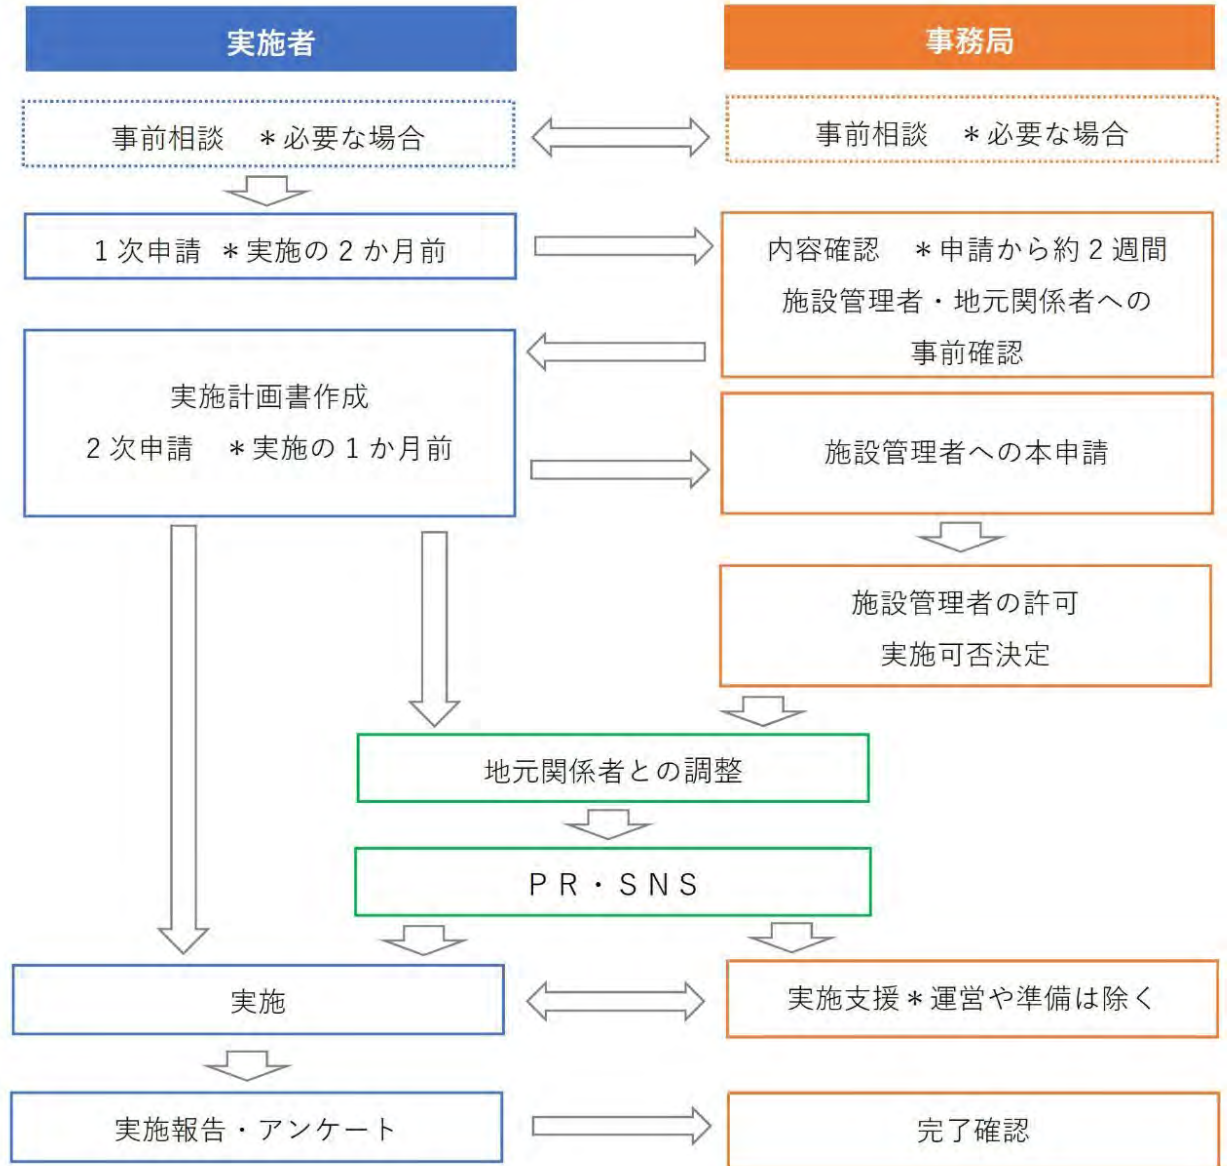 実施者
事務局
事前相談 ＊必要な場合
事前相談 ＊必要な場合
1次申請 ＊実施の2か月前
内容確認 ＊申請から約2週間
施設管理者・地元関係者への
事前確認
実施計画書作成
2次申請 ＊実施の1か月前
施設管理者への本申請
施設管理者の許可
実施可否決定
地元関係者との調整
ＰＲ・ＳＮＳ
実施
実施支援＊運営や準備は除く
実施報告・アンケート
完了確認